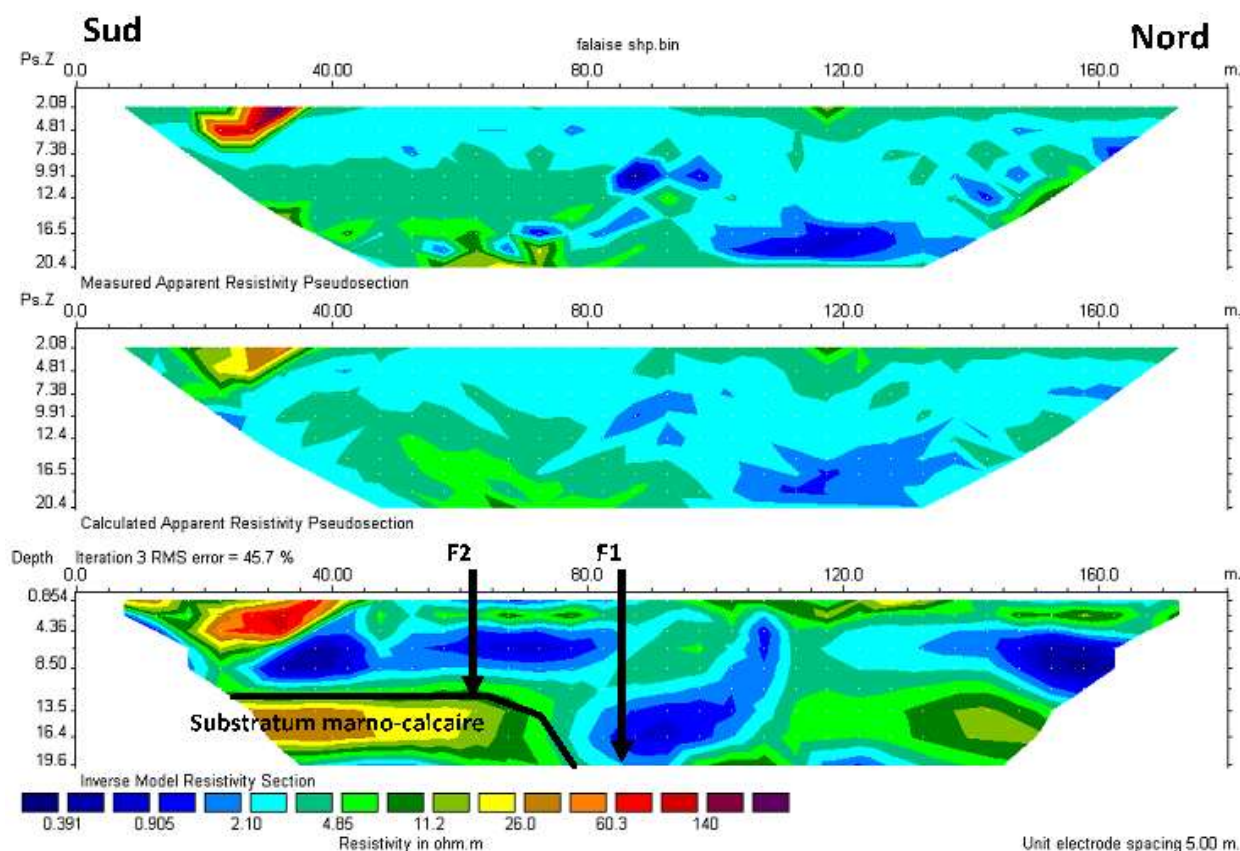 Sud
Nord
falaise shp.bin
Ps.Z
0.0 40.00 80.0 120.0 160.0 m.
2.08
4.81
7.38
9.91
12.4
16.5
20.4
Measured Apparent Resistivity Pseudosection
Ps.Z
0.0 40.00 80.0 120.0 160.0 m.
2.08
4.81
7.38
9.91
12.4
16.5
20.4
Calculated Apparent Resistivity Pseudosection
F2 F1
Depth Iteration 3 RMS error = 45.7 %
0.0 40.00 80.0 120.0 160.0 m.
0.854
4.36
8.50
13.5
16.4
19.6
Substratum marno-calcaire
Inverse Model Resistivity Section
0.391 0.905 2.10 4.85 11.2 26.0 60.3 140
Resistivity in ohm.m
Unit electrode spacing 5.00 m.